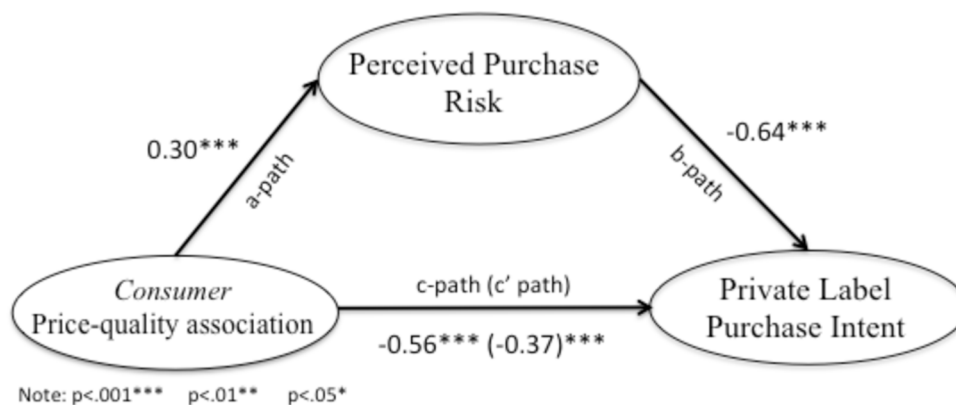 Perceived Purchase
Risk
0.30***
a-path
-0.64***
b-path
Consumer
Price-quality association
c-path (c’ path)
-0.56*** (-0.37)***
Private Label
Purchase Intent
Note: p<.001*** p<.01** p<.05*